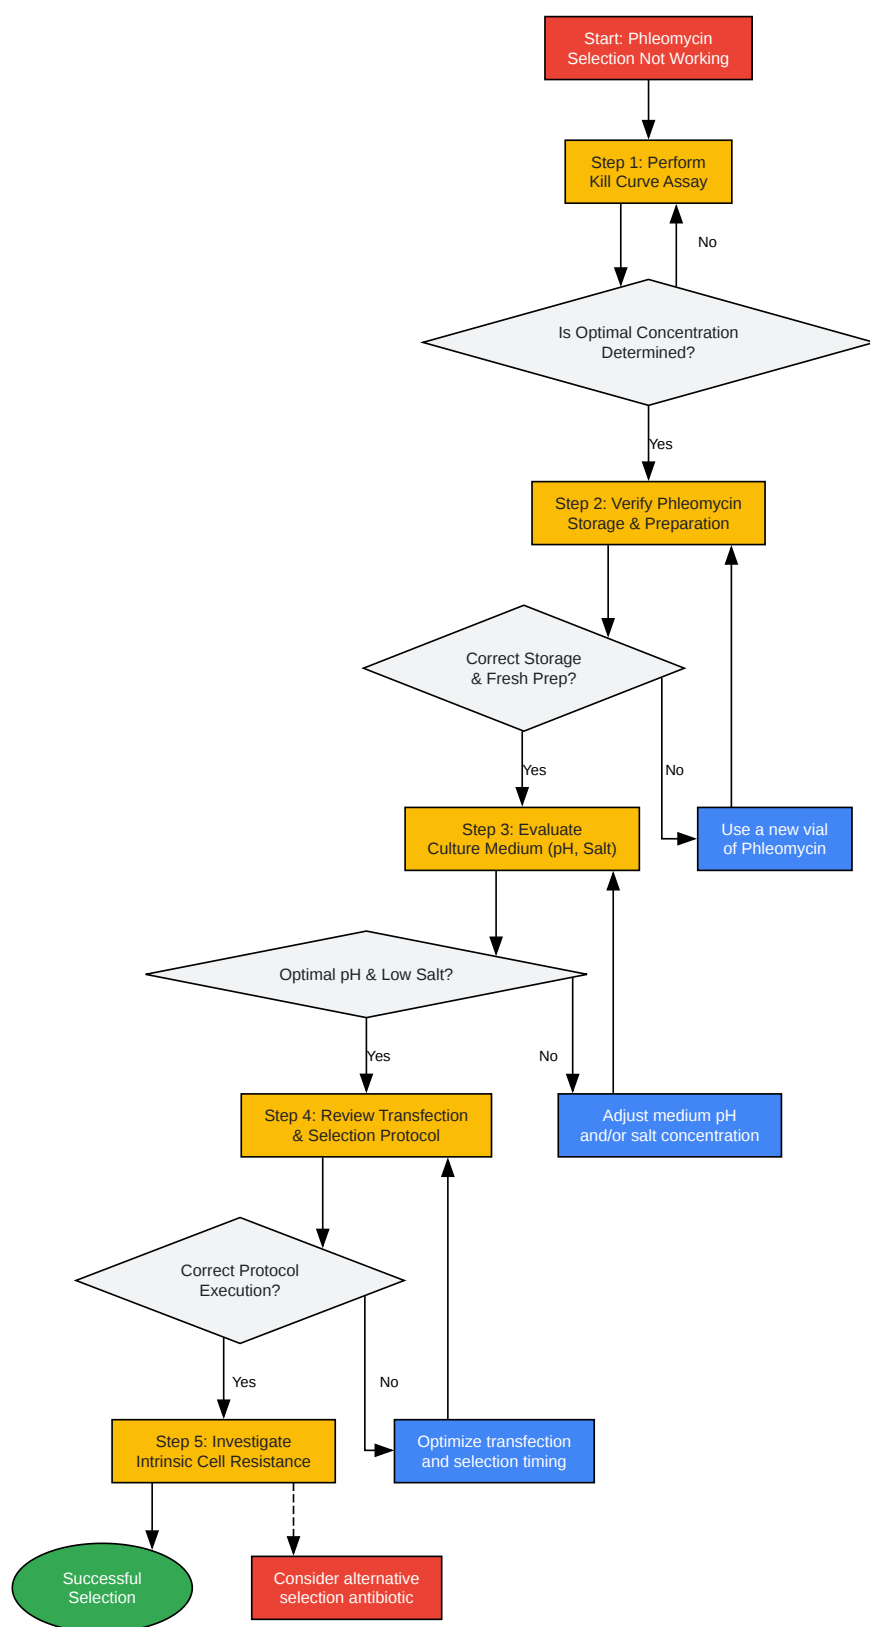 Start: Phleomycin
Selection Not Working
Step 1: Perform
Kill Curve Assay
No
Is Optimal Concentration
Determined?
Yes
Step 2: Verify Phleomycin
Storage & Preparation
Correct Storage
& Fresh Prep?
Yes
No
Step 3: Evaluate
Culture Medium (pH, Salt)
Use a new vial
of Phleomycin
Optimal pH & Low Salt?
Yes
No
Step 4: Review Transfection
& Selection Protocol
Adjust medium pH
and/or salt concentration
Correct Protocol
Execution?
Yes
No
Step 5: Investigate
Intrinsic Cell Resistance
Optimize transfection
and selection timing
Successful
Selection
Consider alternative
selection antibiotic